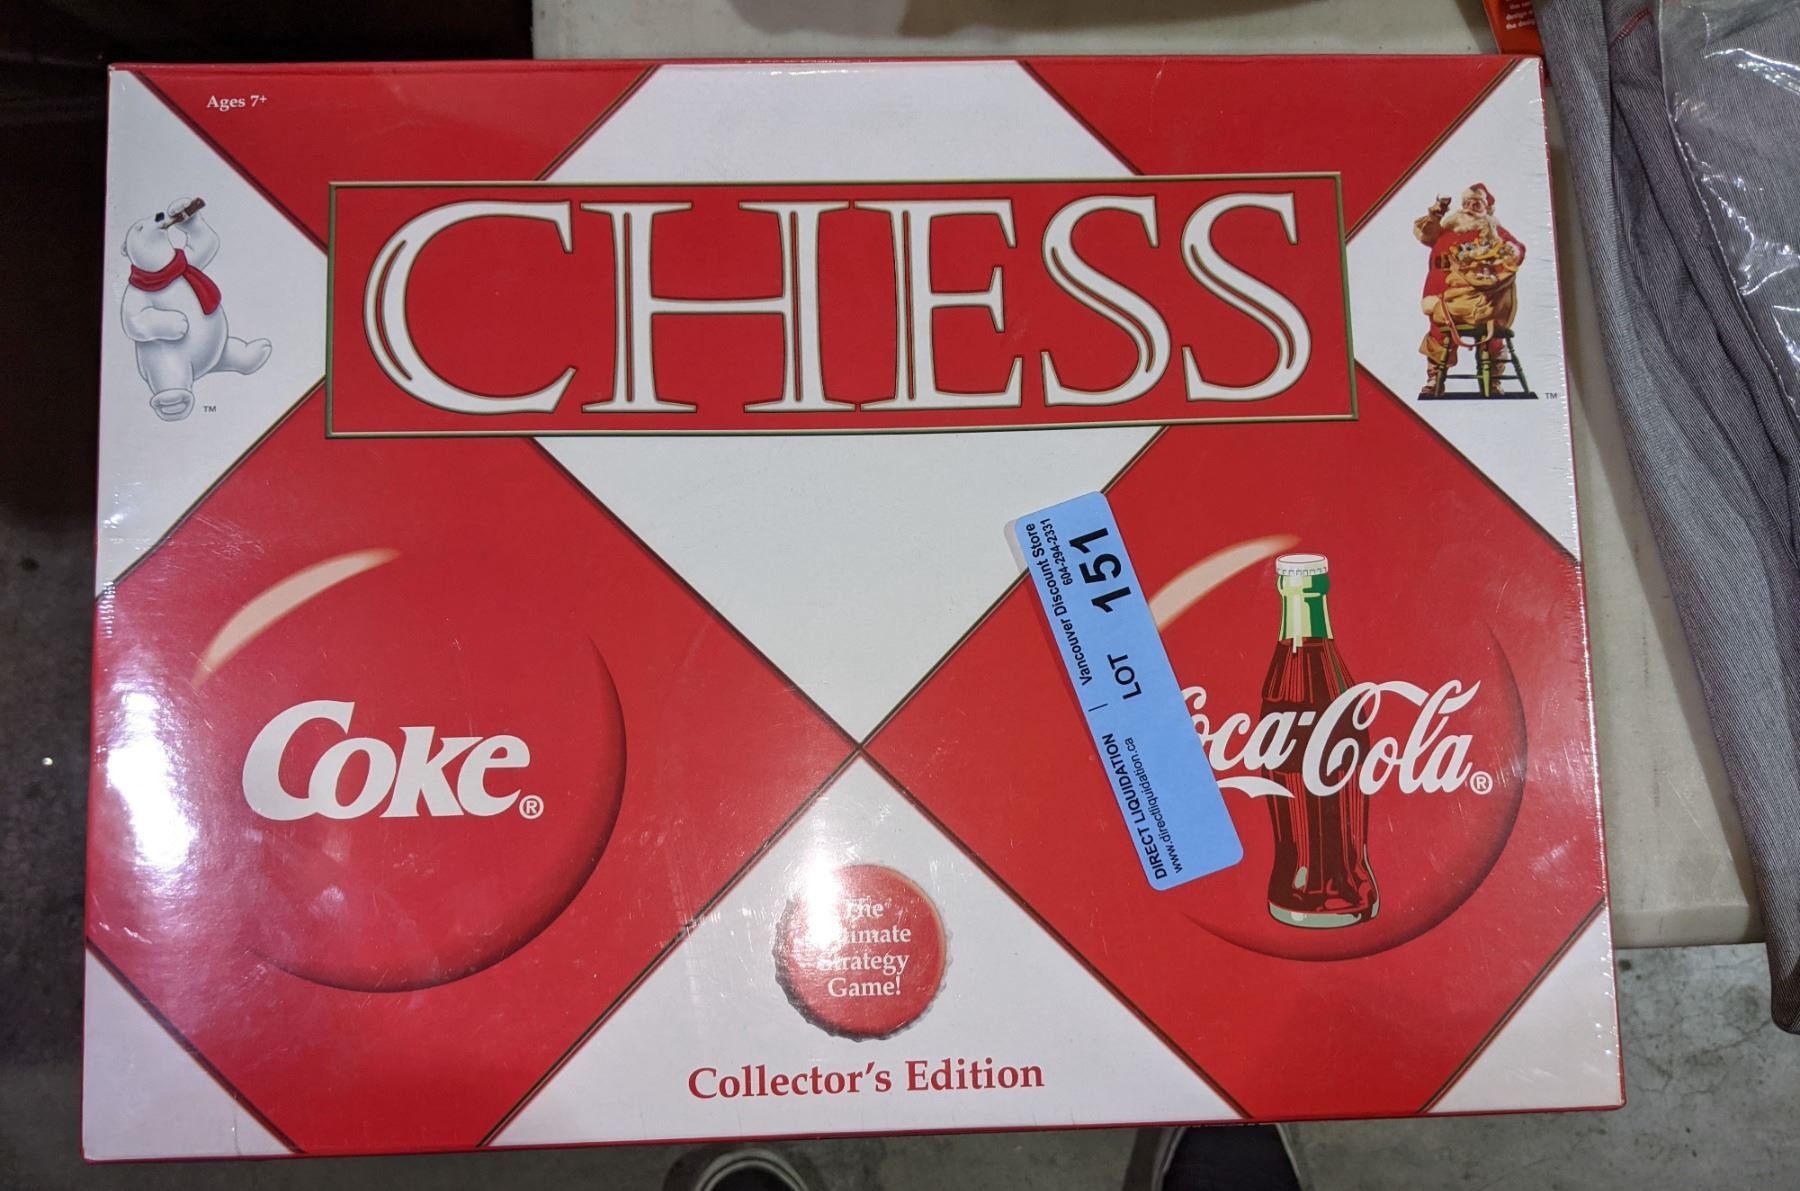 Ages 7+
CHESS
TM
TM
Coke®
Coca-Cola®
DIRECT LIQUIDATION | Vancouver Discount Store
www.directliquidation.ca 604-294-2331
LOT 151
The
Ultimate
Strategy
Game!
Collector's Edition